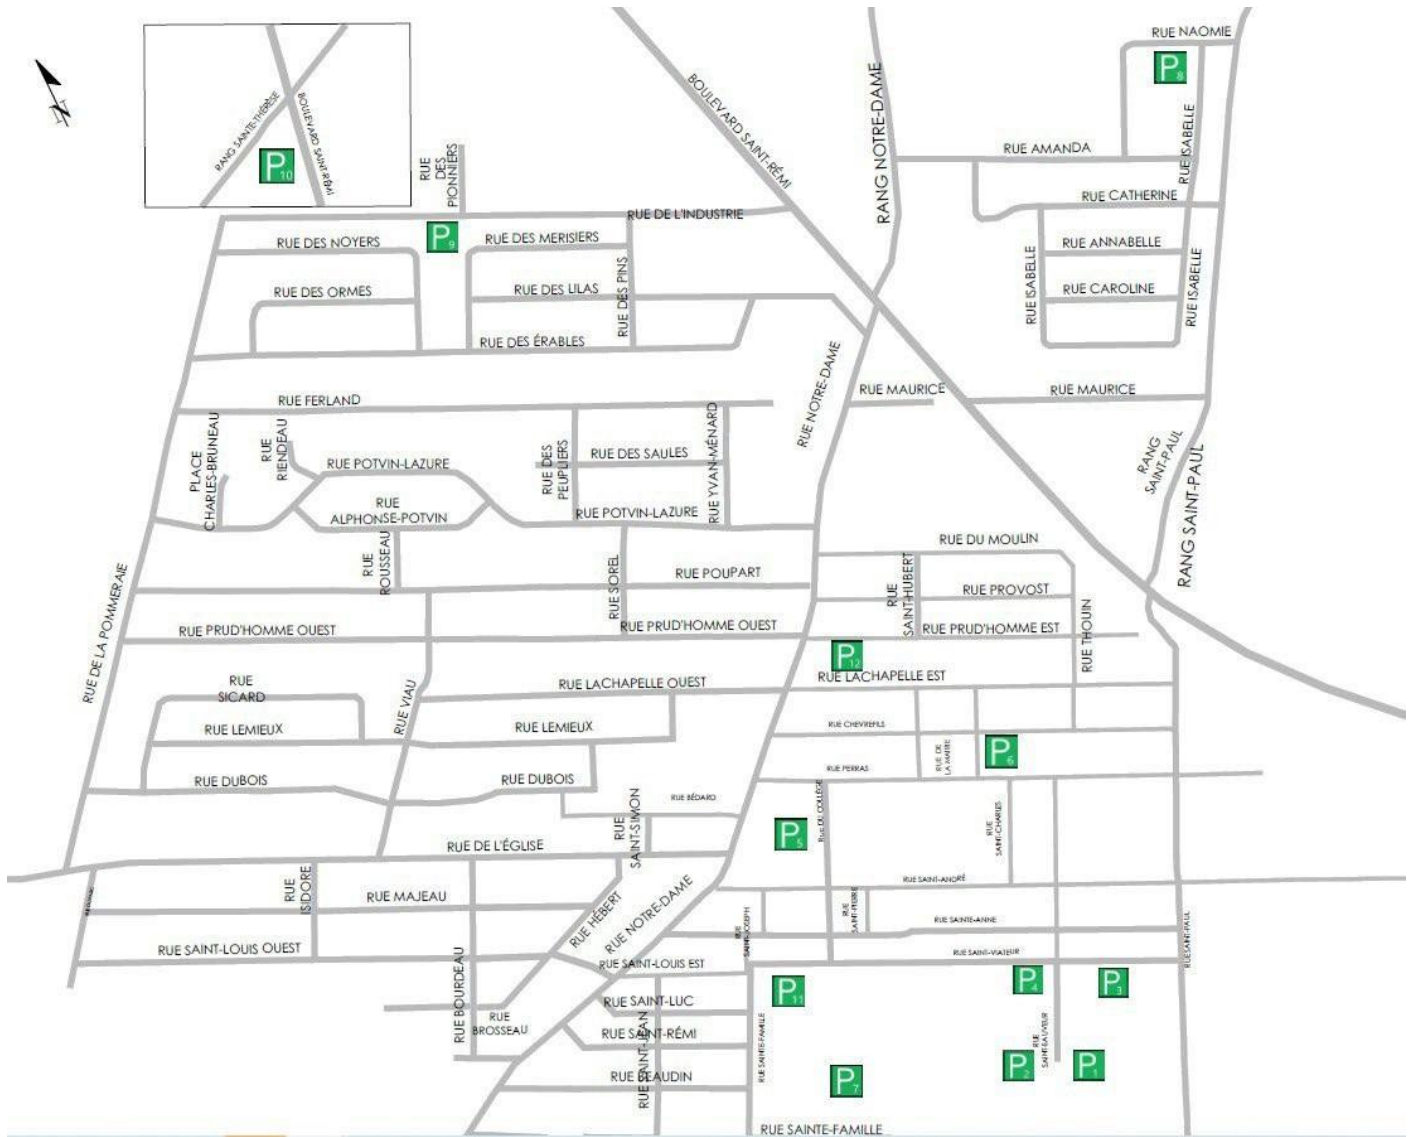 RUE NAOMIE
P8
BOULEVARD SAINT-RÉMI
RANG NOTRE-DAME
RANG SAINTE-THÉRÈSE
BOULEVARD SAINT-RÉMI
P10
N
RUE
DES
PIONNIERS
RUE AMANDA
RUE ISABELLE
RUE CATHERINE
RUE DE L'INDUSTRIE
P9
RUE DES NOYERS
RUE DES MERISIERS
RUE ANNABELLE
RUE DES ORMES
RUE DES LILAS
RUE DES PINS
RUE ISABELLE
RUE CAROLINE
RUE ISABELLE
RUE DES ÉRABLES
RUE NOTRE-DAME
RUE MAURICE
RUE MAURICE
RUE FERLAND
PLACE
CHARLES-BRUNEAU
RUE
RIENDEAU
RUE POTVIN-LAZURE
RUE DES
PEUPLIERS
RUE DES SAULES
RUE YVAN-MÉNARD
RANG
SAINT-PAUL
RANG SAINT-PAUL
RUE
ALPHONSE-POTVIN
RUE POTVIN-LAZURE
RUE DU MOULIN
RUE
ROUSSEAU
RUE SOREL
RUE POUPART
RUE
SAINT-HUBERT
RUE PROVOST
RUE DE LA POMMERAIE
RUE PRUD'HOMME OUEST
RUE PRUD'HOMME OUEST
RUE PRUD'HOMME EST
RUE THOUIN
P12
RUE
SICARD
RUE VIAU
RUE LACHAPELLE OUEST
RUE LACHAPELLE EST
RUE LEMIEUX
RUE LEMIEUX
RUE CHEVREFILS
RUE DE
LA MAIRIE
P6
RUE DUBOIS
RUE DUBOIS
RUE PERRAS
RUE BÉDARD
RUE
SAINT-SIMON
P5
RUE DU COLLÈGE
RUE
SAINT-CHARLES
RUE DE L'ÉGLISE
RUE
ISIDORE
RUE MAJEAU
RUE HÉBERT
RUE NOTRE-DAME
RUE SAINT-ANDRÉ
RUE
SAINT-JOSEPH
RUE
SAINT-PIERRE
RUE SAINTE-ANNE
RUE SAINT-LOUIS OUEST
RUE SAINT-LOUIS EST
RUE SAINT-VIATEUR
RUE SAINT-PAUL
RUE BOURDEAU
RUE
BROSSEAU
RUE SAINT-LUC
P11
P4
P3
RUE SAINT-RÉMI
RUE SAINT-JEAN
RUE SAINTE-FAMILLE
RUE
SAINT-SAUVEUR
RUE BEAUDIN
P7
P2
P1
RUE SAINTE-FAMILLE